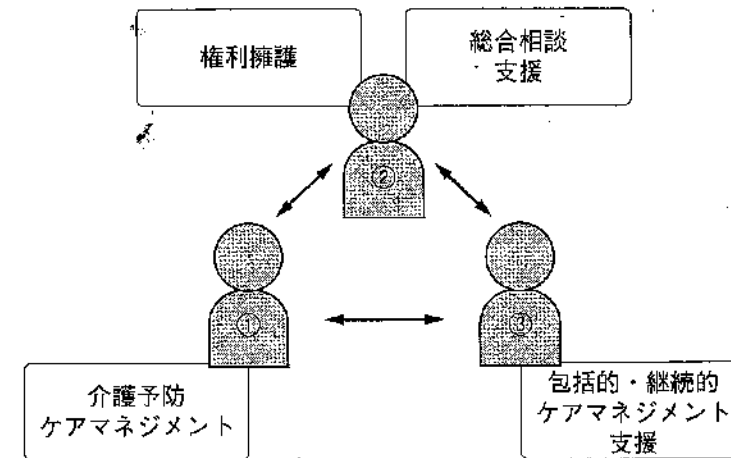 権利擁護
総合相談
支援
②
①
③
介護予防
ケアマネジメント
包括的・継続的
ケアマネジメント
支援